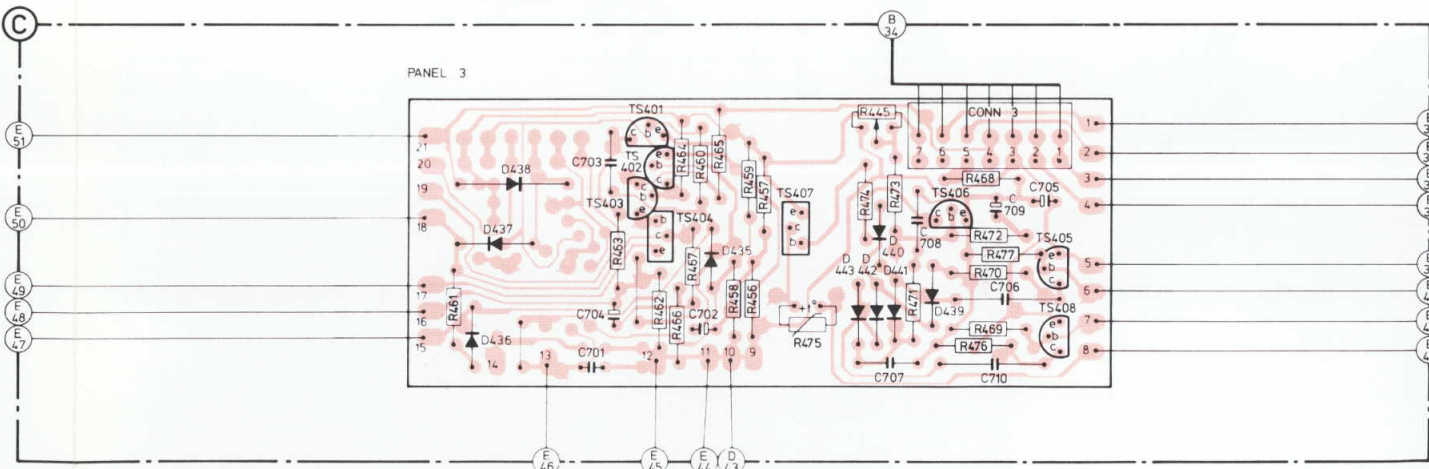 C
B 34
PANEL 3
TS401
R445
CONN 3
7 6 5 4 3 2 1
1
2
3
4
5
6
7
8
E 51
E 50
E 49
E 48
E 47
21
20
19
18
17
16
15
14
13
12
11
10
9
D438
D437
C703
TS 402
TS403
TS404
R464
R460
R465
R459
R457
TS407
R474
R473
R468
C705
TS406
C 709
C 708
R472
TS405
R477
R470
C706
D 440
D 443
D 442
D441
R471
D439
TS408
R469
R476
R463
R467
D435
R461
R462
R466
R458
R456
C704
C702
+t°
R475
D436
C701
C707
C710
b c e
e c b
E 46
E 45
E 44
D 43